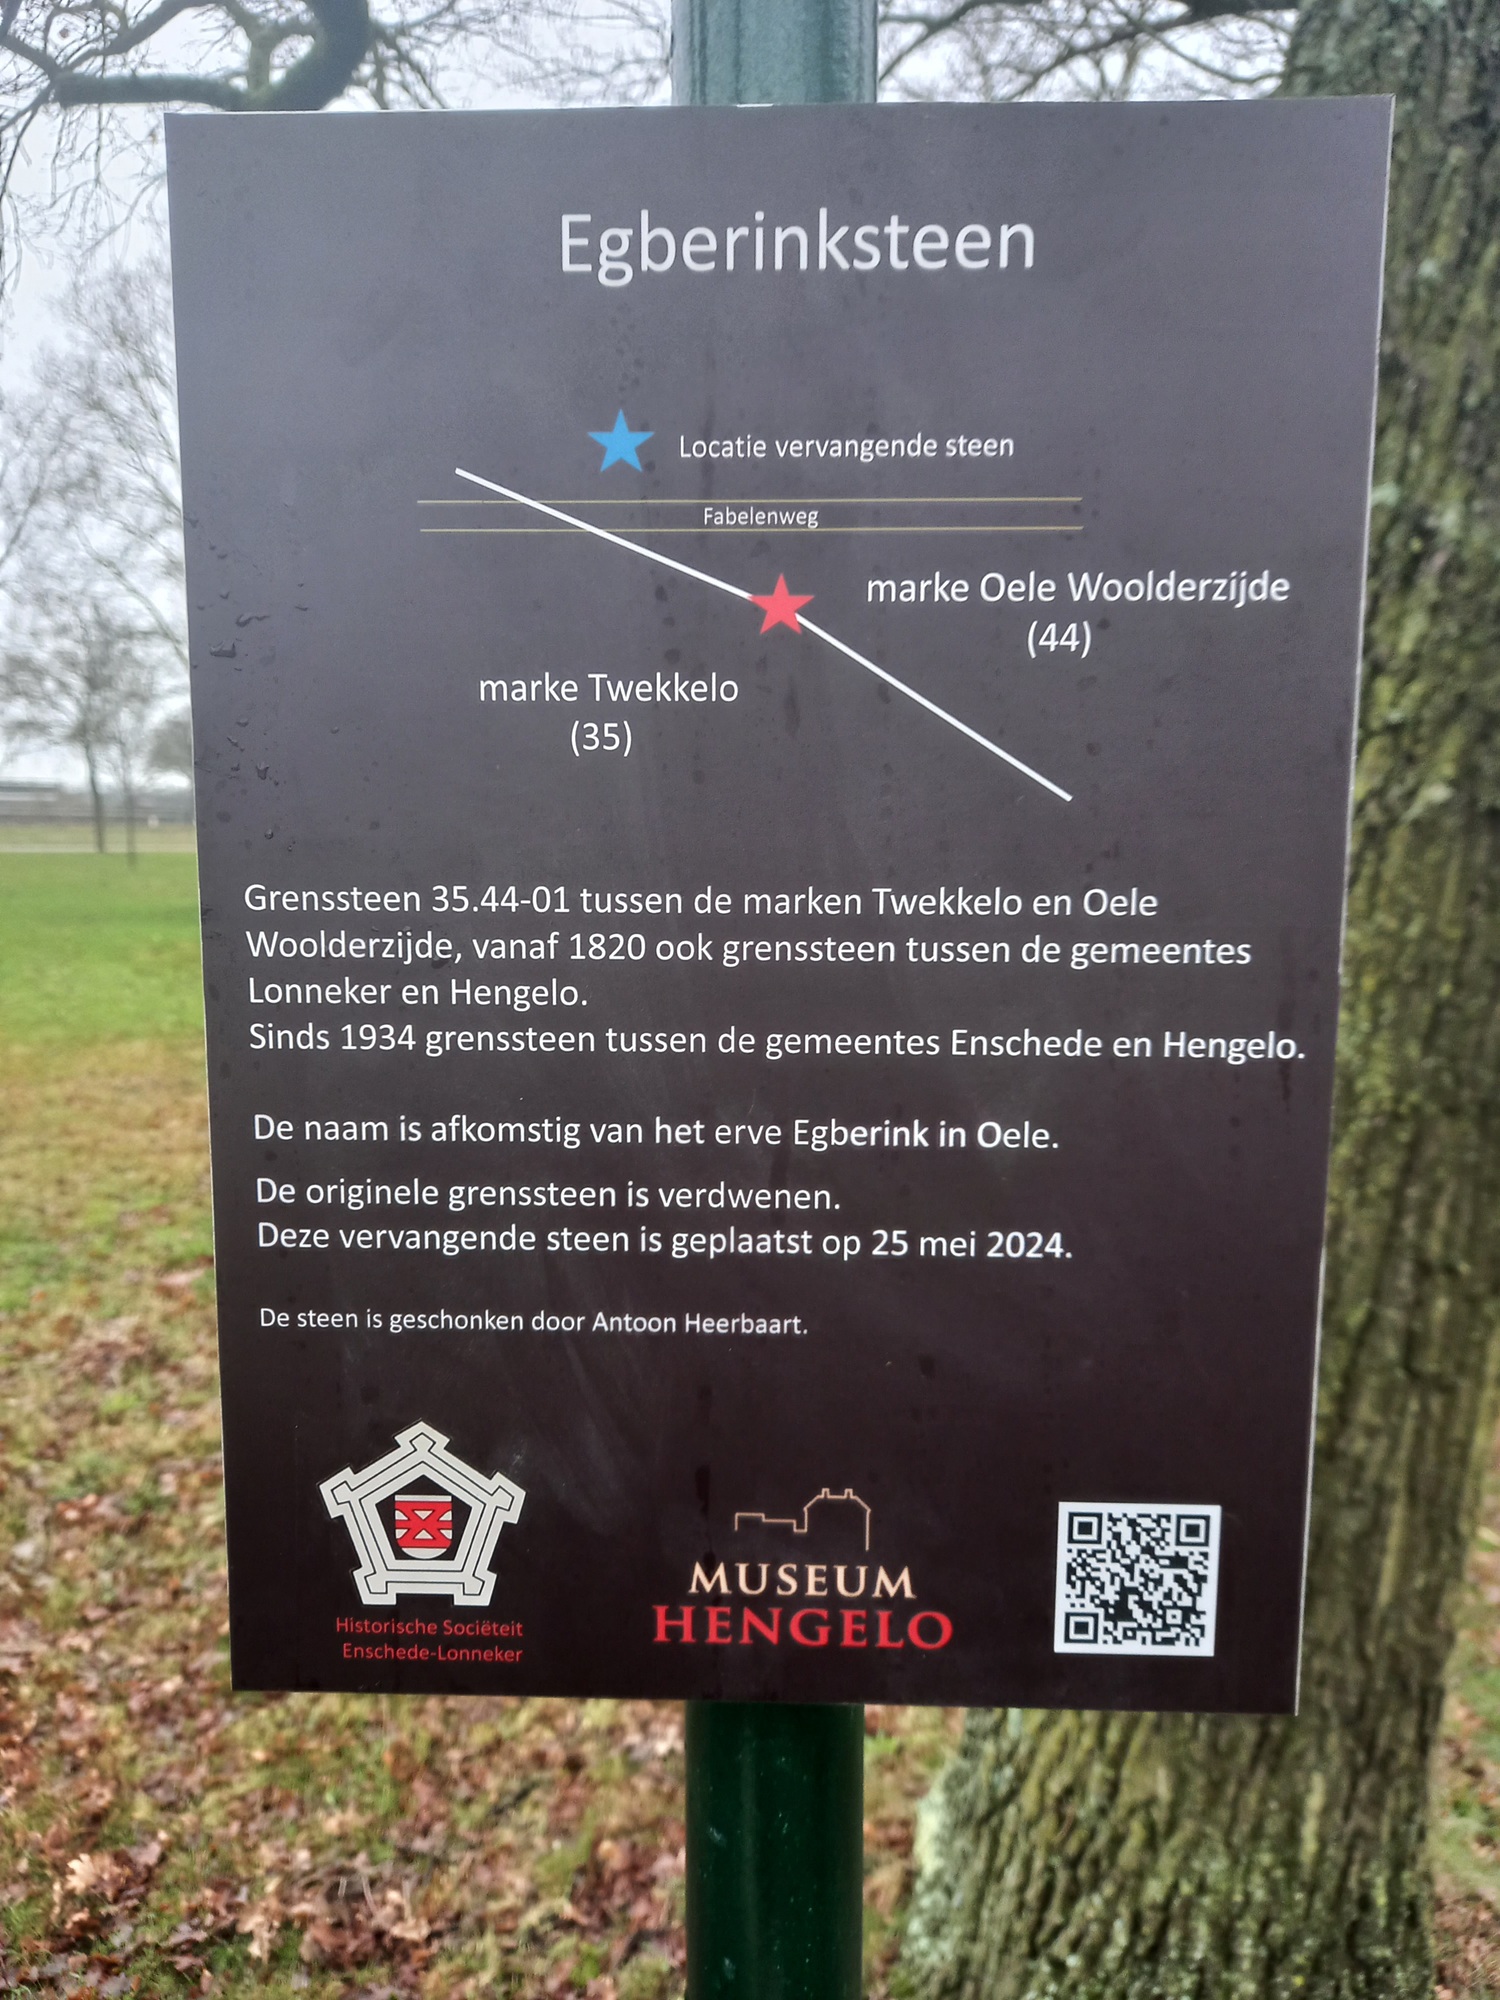 Egberinksteen
Locatie vervangende steen
Fabelenweg
marke Oele Woolderzijde
(44)
marke Twekkelo
(35)
Grenssteen 35.44-01 tussen de marken Twekkelo en Oele
Woolderzijde, vanaf 1820 ook grenssteen tussen de gemeentes
Lonneker en Hengelo.
Sinds 1934 grenssteen tussen de gemeentes Enschede en Hengelo.
De naam is afkomstig van het erve Egberink in Oele.
De originele grenssteen is verdwenen.
Deze vervangende steen is geplaatst op 25 mei 2024.
De steen is geschonken door Antoon Heerbaart.
Historische Sociëteit
Enschede-Lonneker
MUSEUM
HENGELO